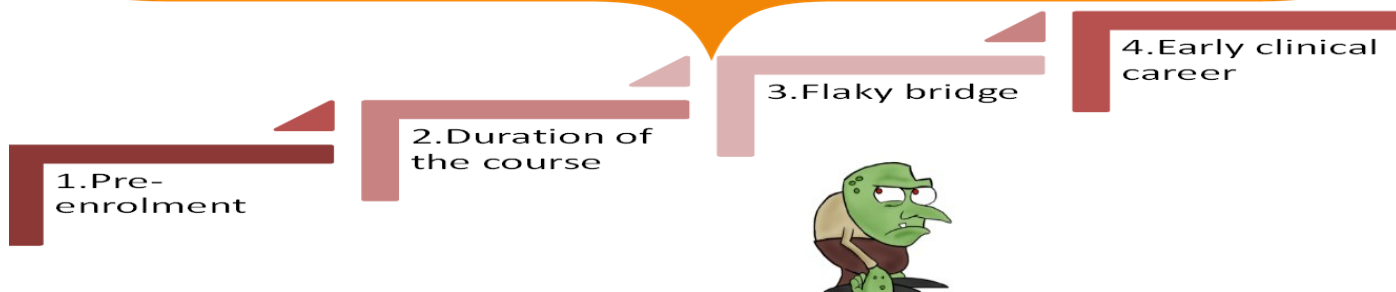 1.Pre-
enrolment
2.Duration of
the course
3.Flaky bridge
4.Early clinical
career